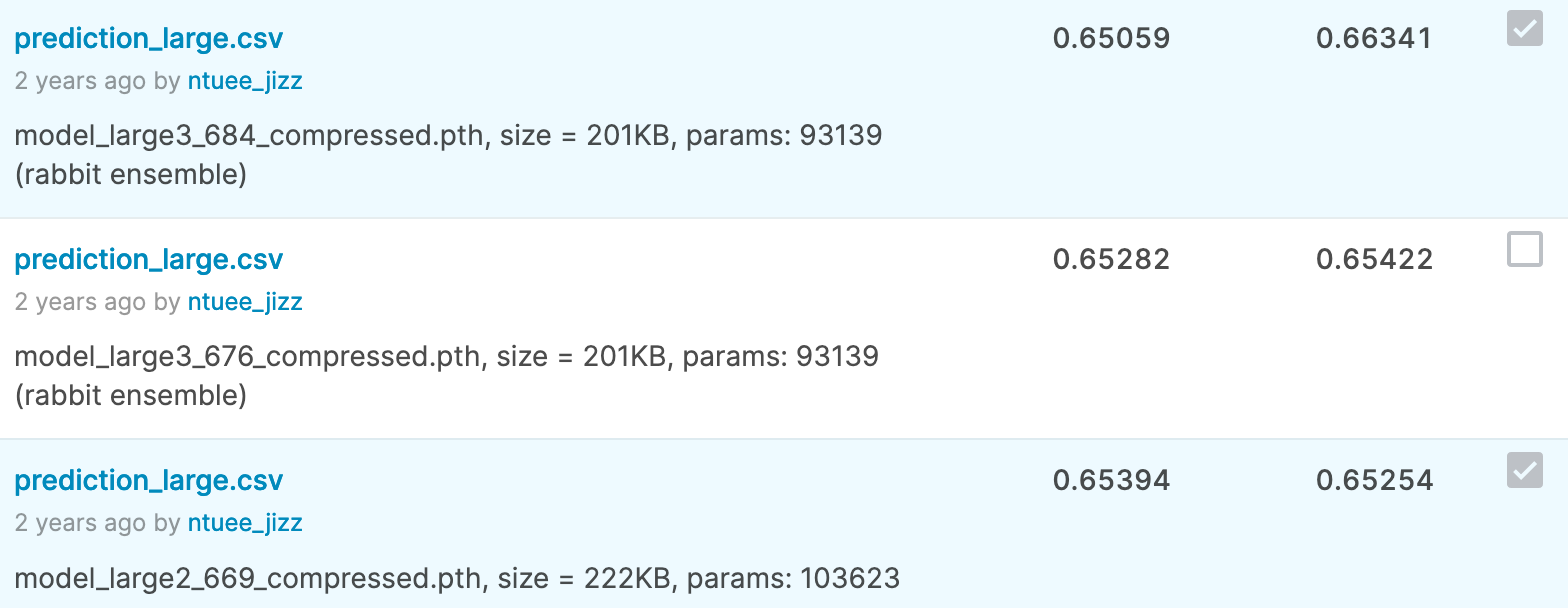 prediction_large.csv 0.65059 0.66341
2 years ago by ntuee_jizz
model_large3_684_compressed.pth, size = 201KB, params: 93139
(rabbit ensemble)
prediction_large.csv 0.65282 0.65422
2 years ago by ntuee_jizz
model_large3_676_compressed.pth, size = 201KB, params: 93139
(rabbit ensemble)
prediction_large.csv 0.65394 0.65254
2 years ago by ntuee_jizz
model_large2_669_compressed.pth, size = 222KB, params: 103623